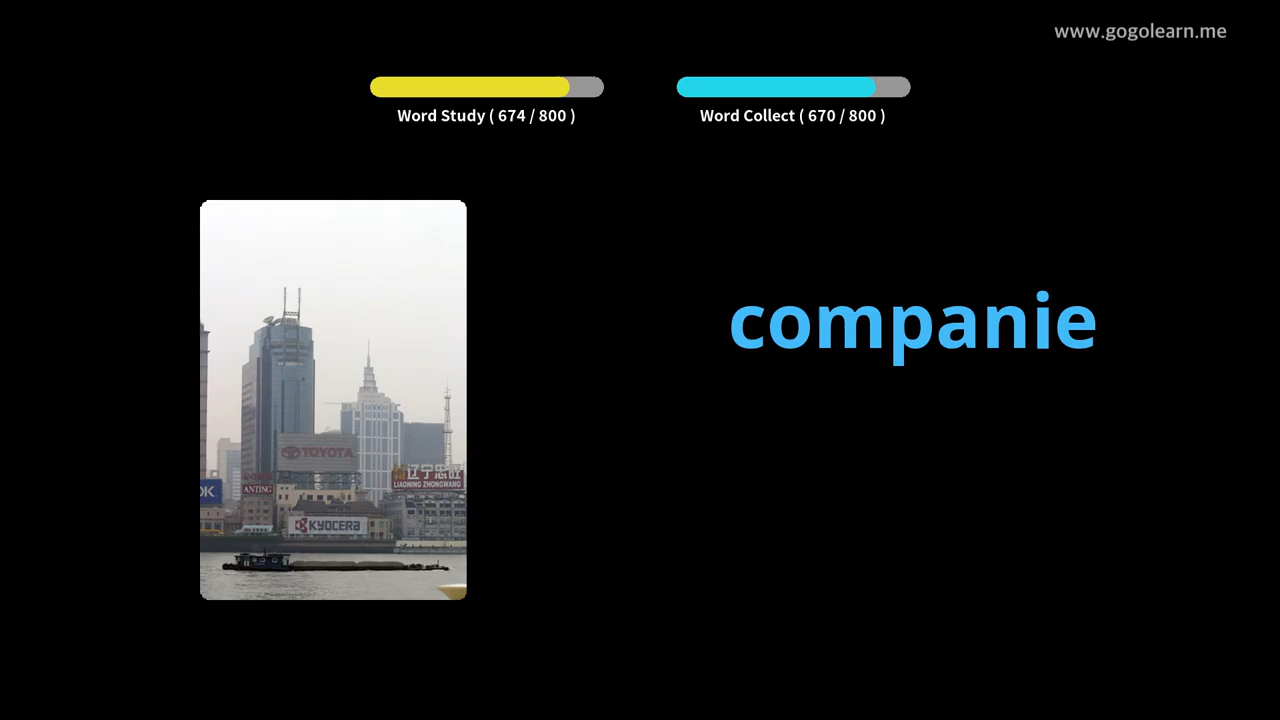 www.gogolearn.me
Word Study ( 674 / 800 )
Word Collect ( 670 / 800 )
companie
TOYOTA
辽宁忠旺
LIAONING ZHONGWANG
OK
ANTING
KYOCERA